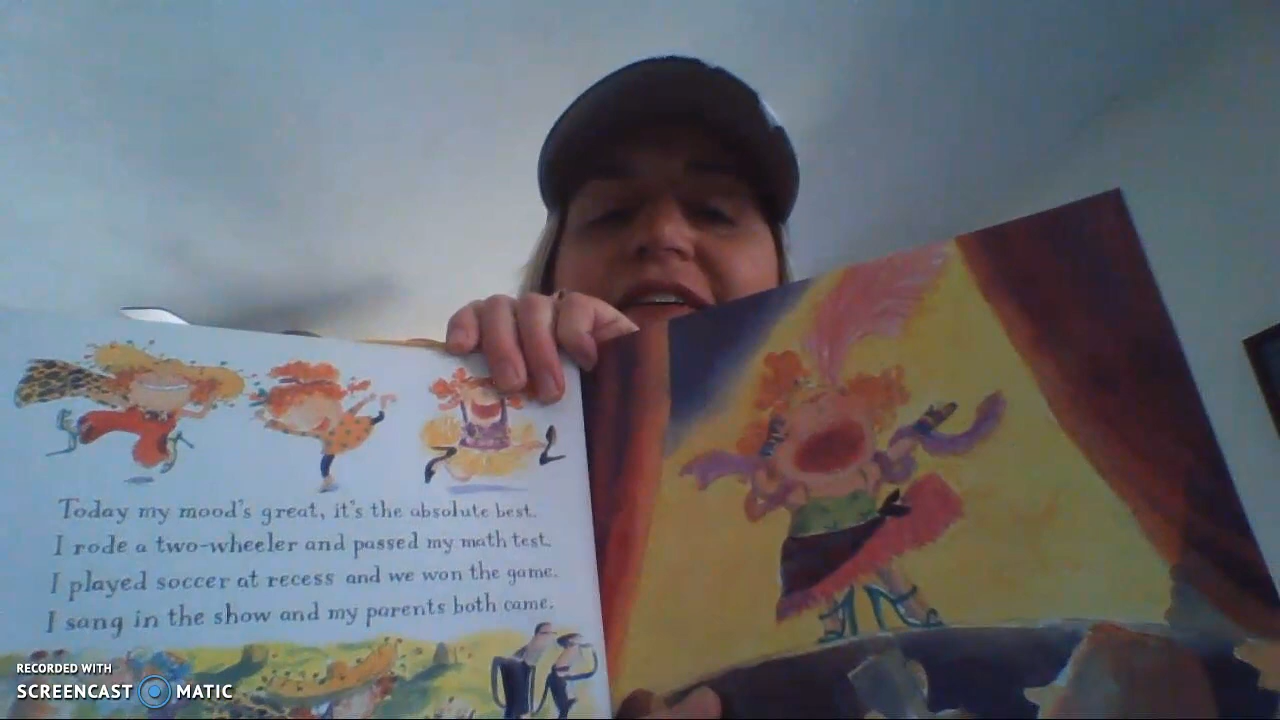 Today my mood's great, it's the absolute best.
I rode a two-wheeler and passed my math test.
I played soccer at recess and we won the game.
I sang in the show and my parents both came.
RECORDED WITH
SCREENCAST MATIC